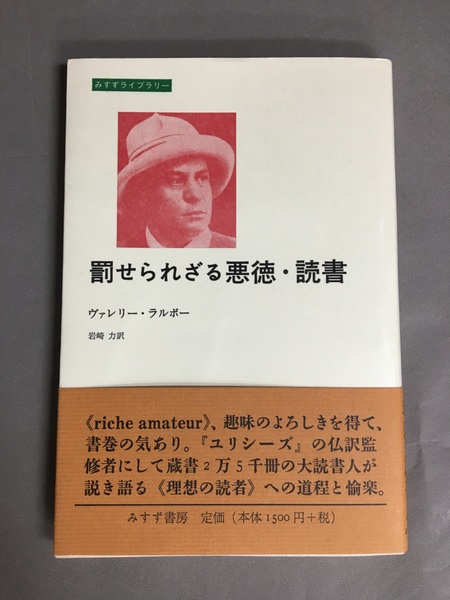 みすずライブラリー
罰せられざる悪徳・読書
ヴァレリー・ラルボー
岩崎 力訳
《riche amateur》、趣味のよろしきを得て、
書巻の気あり。『ユリシーズ』の仏訳監
修者にして蔵書2万5千冊の大読書人が
説き語る《理想の読者》への道程と愉楽。
みすず書房 定価(本体1500円+税)